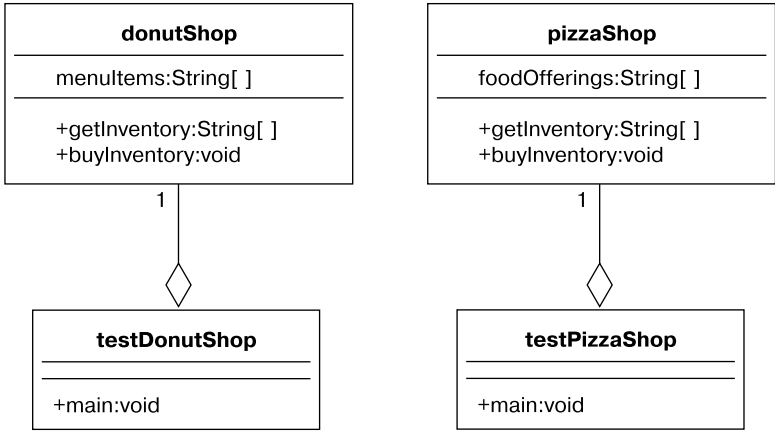 donutShop
menuItems:String[ ]
+getInventory:String[ ]
+buyInventory:void
1
testDonutShop
+main:void
pizzaShop
foodOfferings:String[ ]
+getInventory:String[ ]
+buyInventory:void
1
testPizzaShop
+main:void